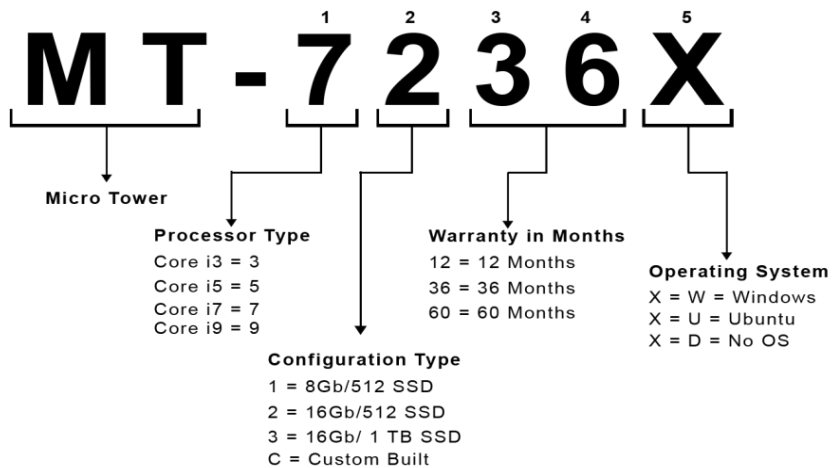 1 2 3 4 5
MT-7236X
Micro Tower
Processor Type
Core i3 = 3
Core i5 = 5
Core i7 = 7
Core i9 = 9
Configuration Type
1 = 8Gb/512 SSD
2 = 16Gb/512 SSD
3 = 16Gb/ 1 TB SSD
C = Custom Built
Warranty in Months
12 = 12 Months
36 = 36 Months
60 = 60 Months
Operating System
X = W = Windows
X = U = Ubuntu
X = D = No OS